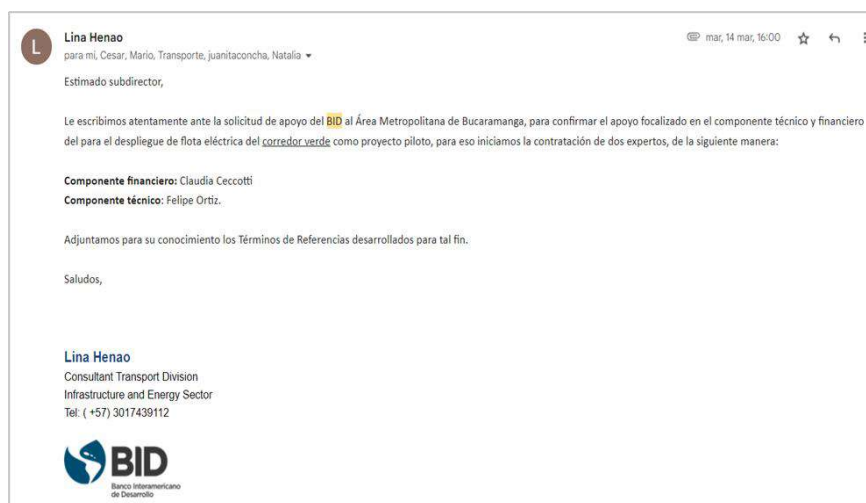 L
Lina Henao
mar, 14 mar, 16:00
para mi, Cesar, Mario, Transporte, juanitaconcha, Natalia
Estimado subdirector,
Le escribimos atentamente ante la solicitud de apoyo del BID al Área Metropolitana de Bucaramanga, para confirmar el apoyo focalizado en el componente técnico y financiero
del para el despliegue de flota eléctrica del corredor verde como proyecto piloto, para eso iniciamos la contratación de dos expertos, de la siguiente manera:
Componente financiero: Claudia Ceccotti
Componente técnico: Felipe Ortiz.
Adjuntamos para su conocimiento los Términos de Referencias desarrollados para tal fin.
Saludos,
Lina Henao
Consultant Transport Division
Infrastructure and Energy Sector
Tel: ( +57) 3017439112
BID
Banco Interamericano
de Desarrollo